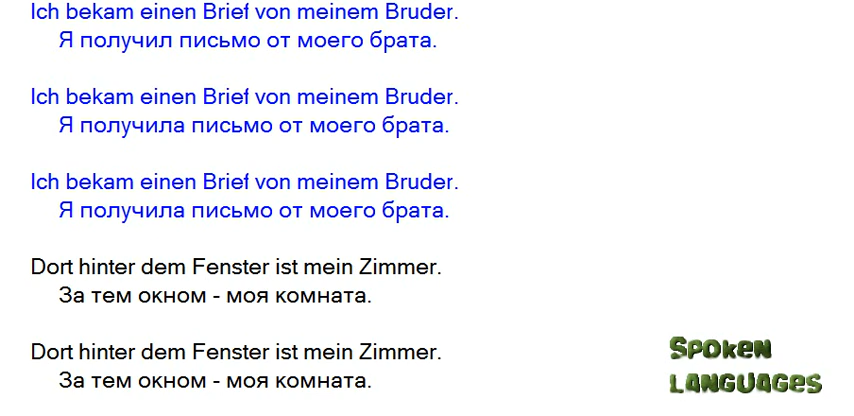 Ich bekam einen Brief von meinem Bruder.
Я получил письмо от моего брата.
Ich bekam einen Brief von meinem Bruder.
Я получила письмо от моего брата.
Ich bekam einen Brief von meinem Bruder.
Я получила письмо от моего брата.
Dort hinter dem Fenster ist mein Zimmer.
За тем окном - моя комната.
Dort hinter dem Fenster ist mein Zimmer.
За тем окном - моя комната.
Spoken
Languages